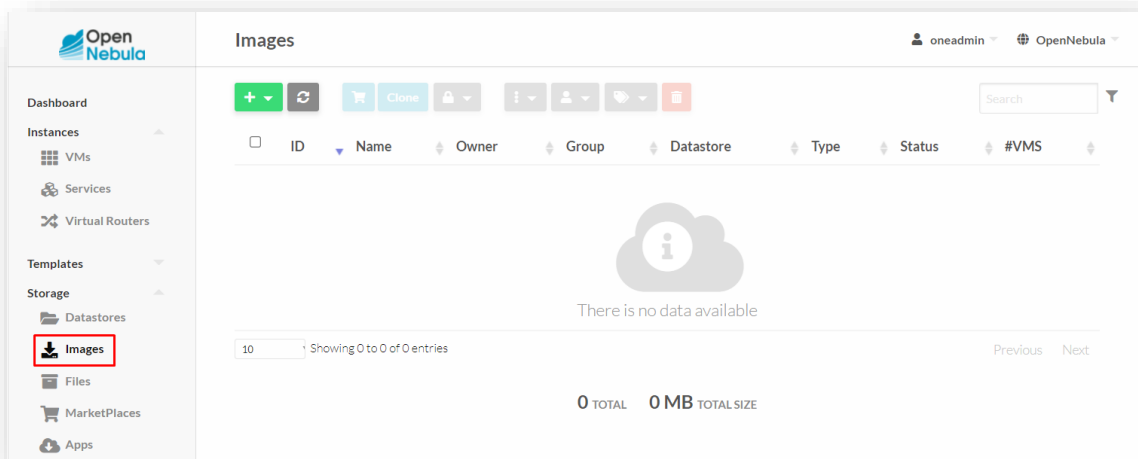 Open
Nebula
Images
oneadmin
OpenNebula
Dashboard
Instances
VMs
Services
Virtual Routers
Templates
Storage
Datastores
Images
Files
MarketPlaces
Apps
+
Clone
Search
ID Name Owner Group Datastore Type Status #VMS
There is no data available
10 Showing 0 to 0 of 0 entries
Previous Next
0 TOTAL 0 MB TOTAL SIZE